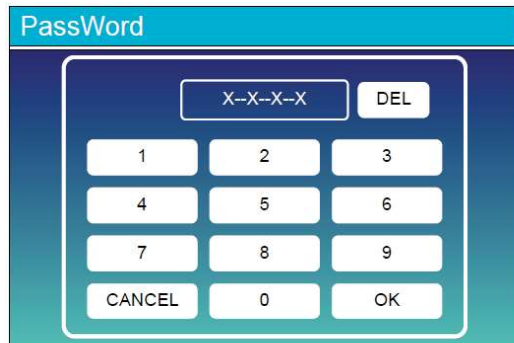 PassWord
X--X--X--X DEL
1 2 3
4 5 6
7 8 9
CANCEL 0 OK